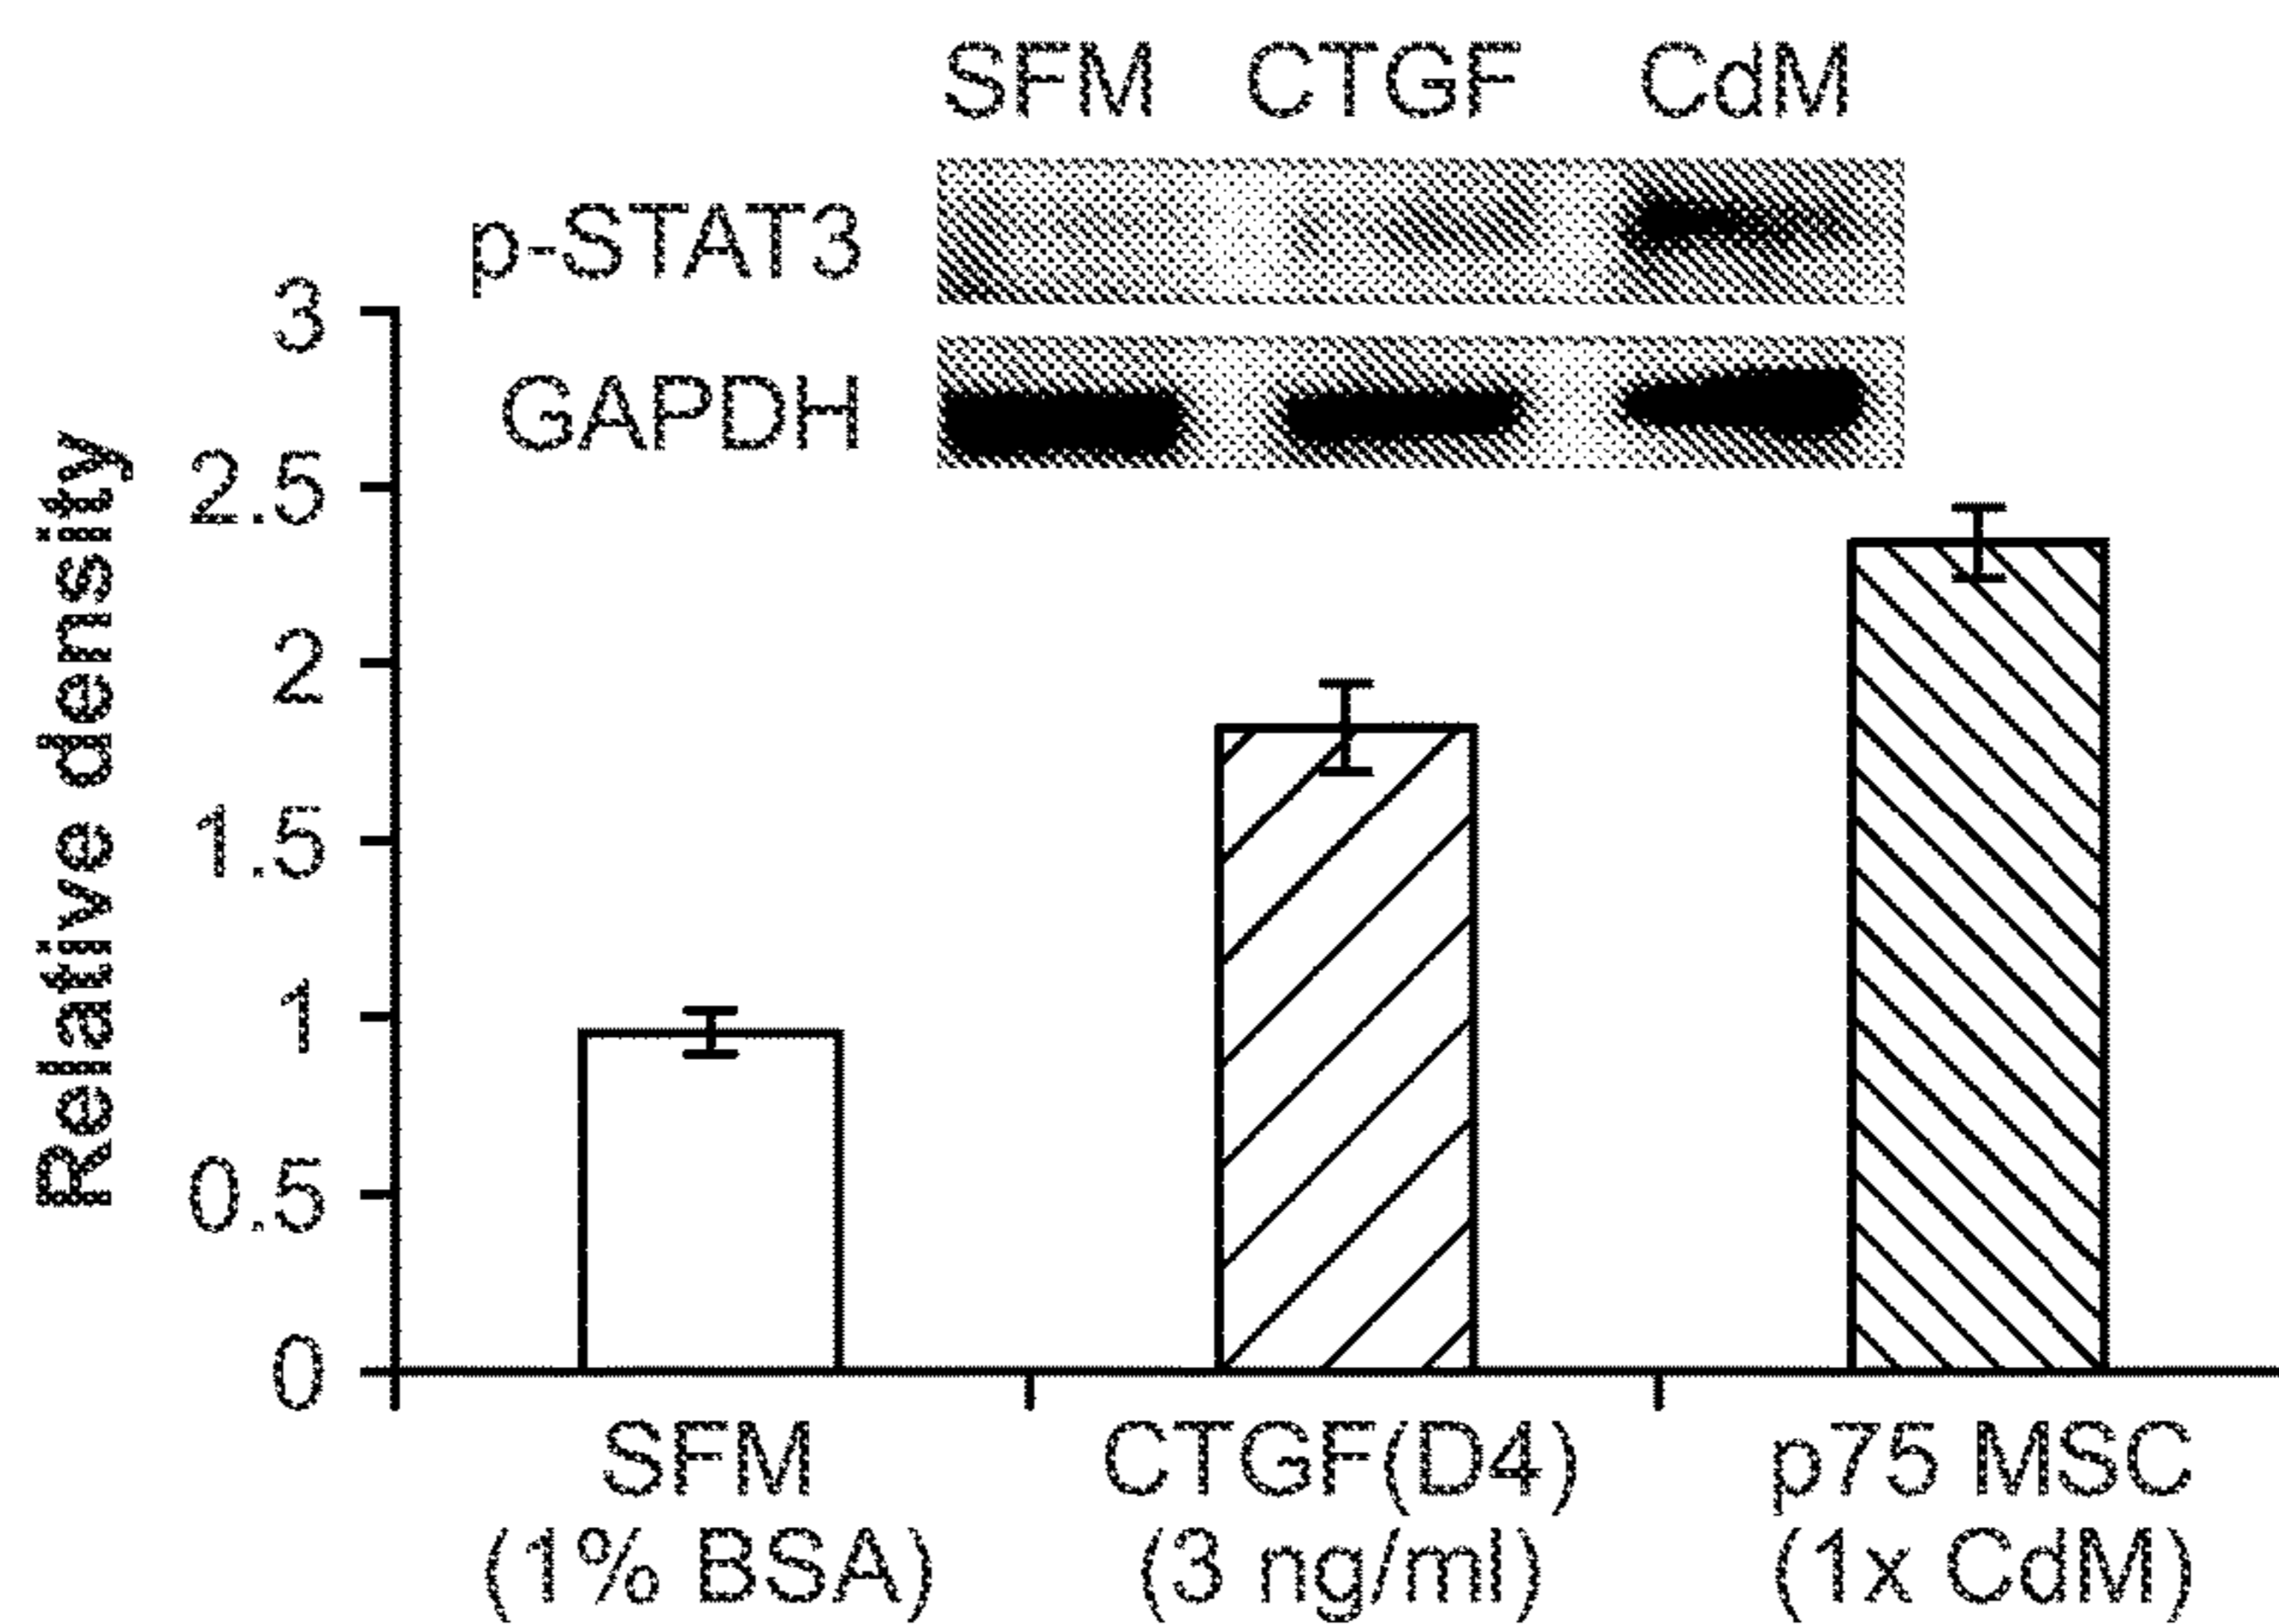 SFM CTGF CdM
p-STAT3
GAPDH
Relative density
3
2.5
2
1.5
1
0.5
0
SFM
(1% BSA)
CTGF(D4)
(3 ng/ml)
p75 MSC
(1x CdM)